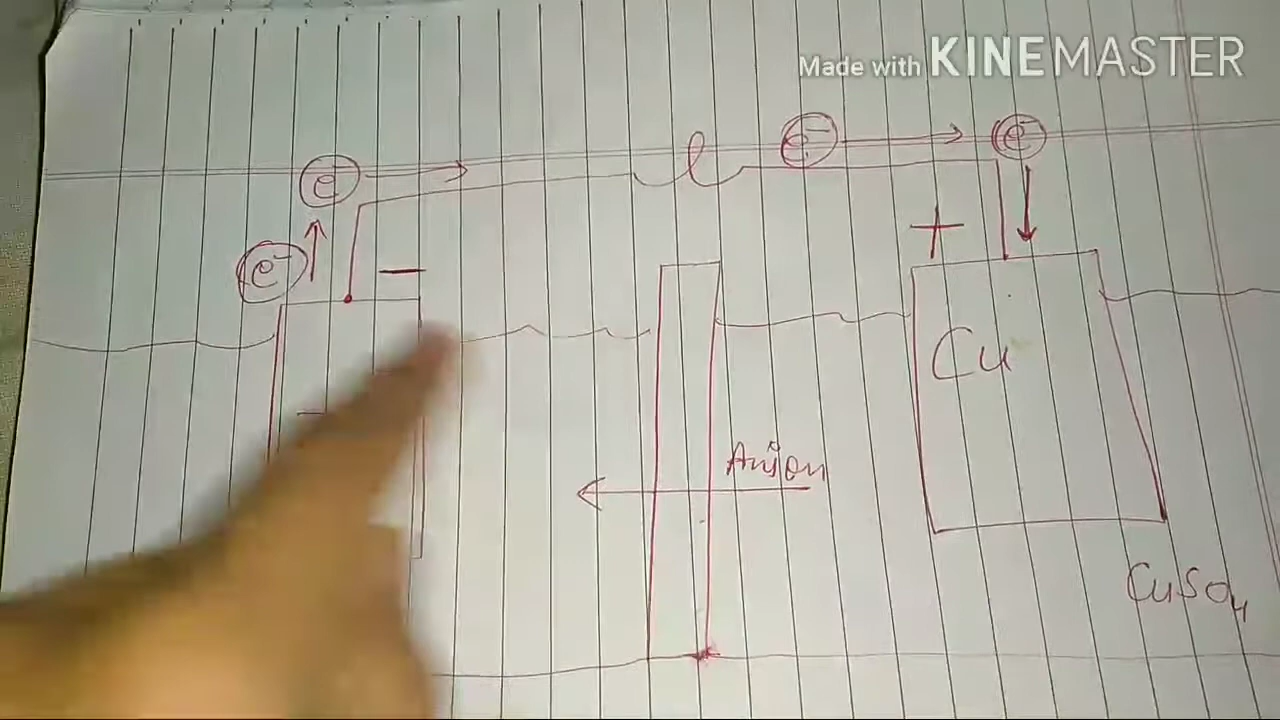 Made with KINEMASTER
e⁻ e⁻
e⁻
e⁻
+
−
Cu
Anion
CuSO4